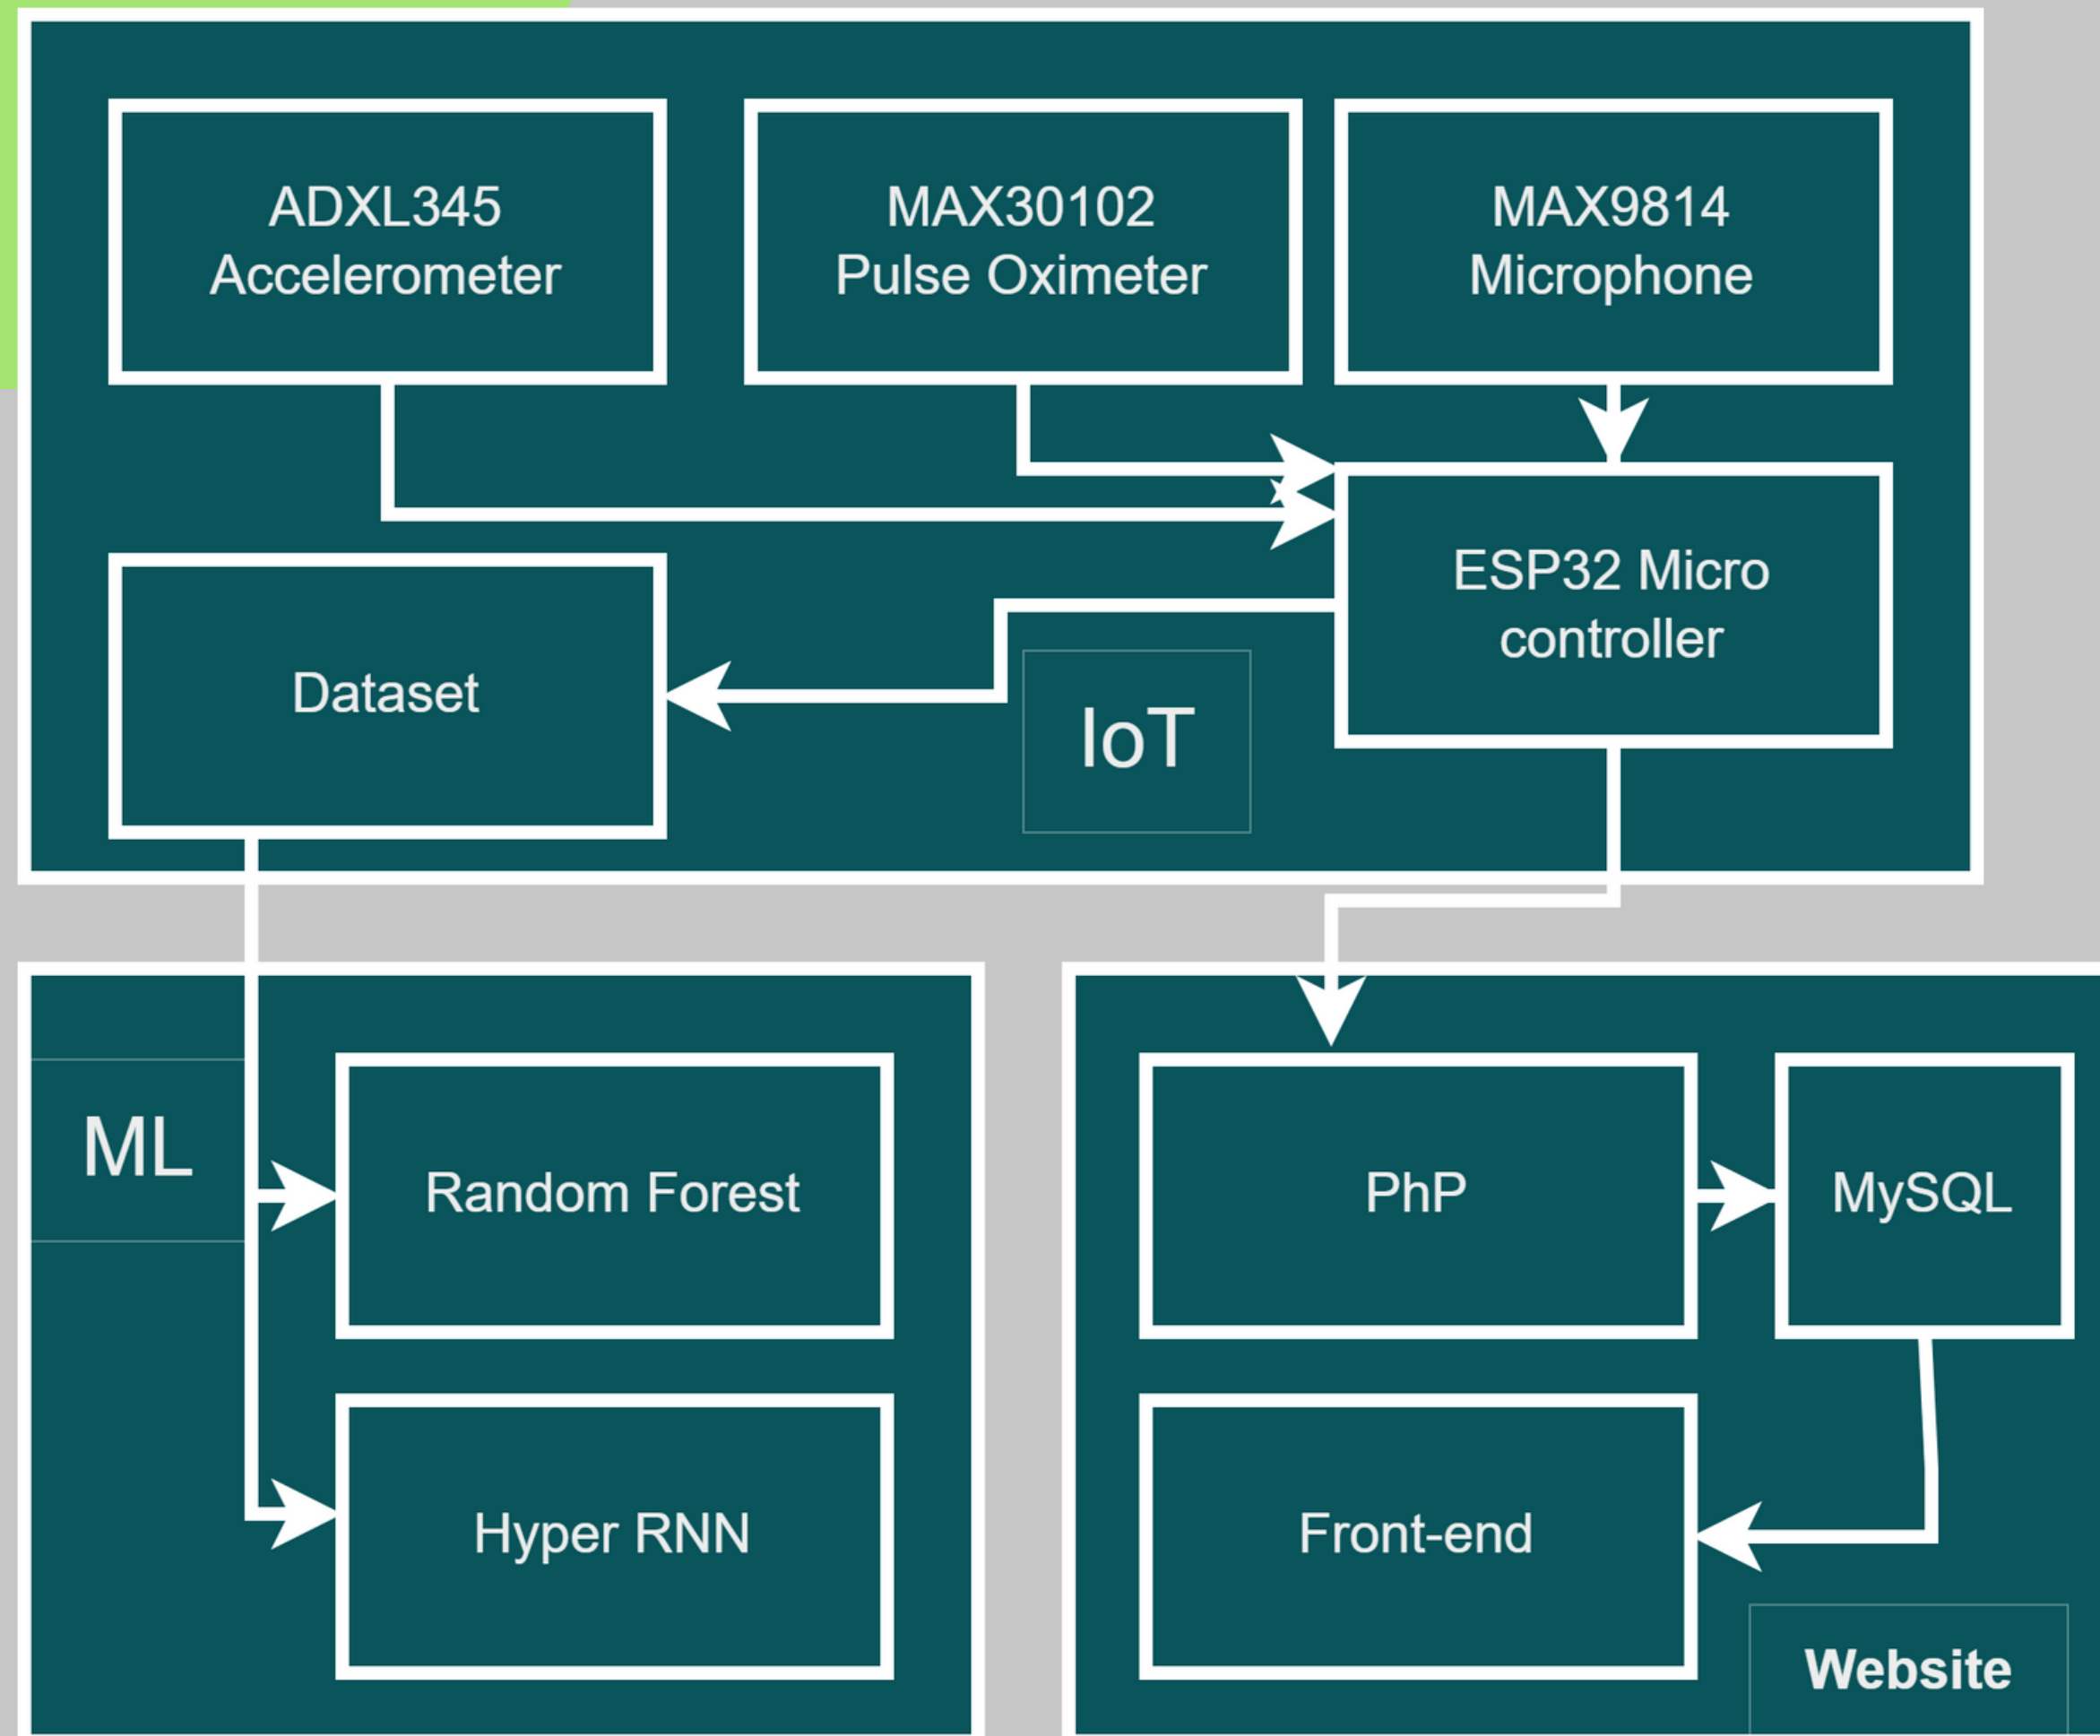 ADXL345
Accelerometer
MAX30102
Pulse Oximeter
MAX9814
Microphone
ESP32 Micro
controller
Dataset
IoT
ML
Random Forest
Hyper RNN
PhP
MySQL
Front-end
Website